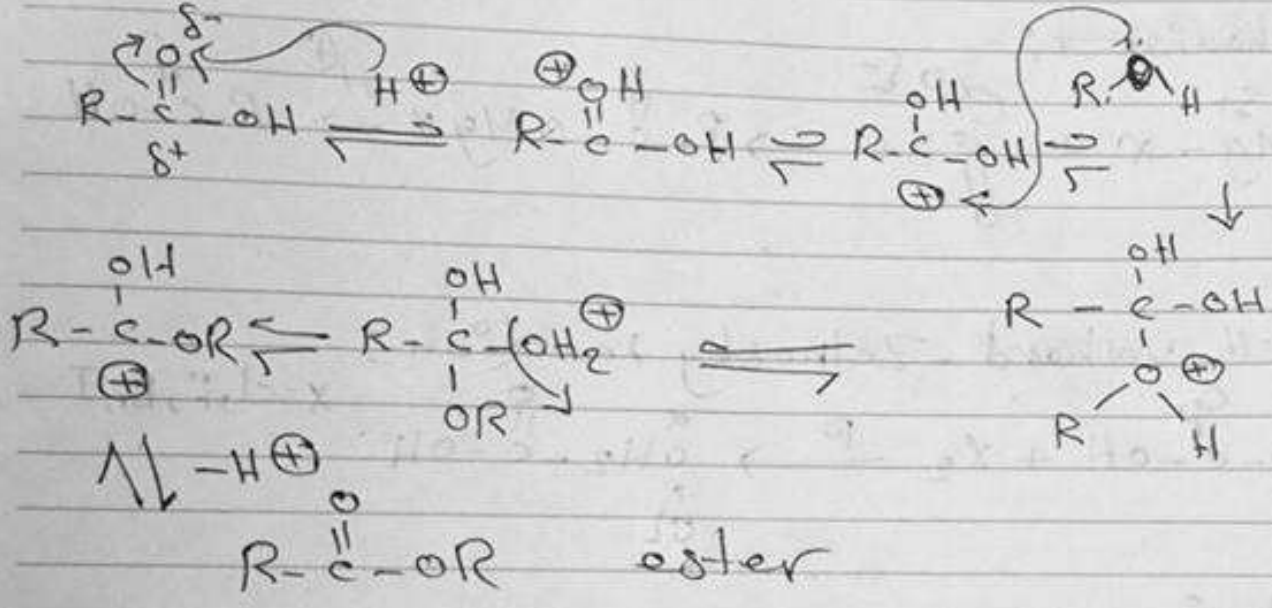 δ-
O H⊕ ⊕OH OH R-O-H
R-C-OH ⇌ R-C-OH ⇌ R-C-OH ⇌
δ+ ⊕
↓
OH OH OH
R-C-OR ⇌ R-C-OH2⊕ ⇌ R-C-OH
⊕ OR O⊕
R H
-H⊕
O
R-C-OR ester